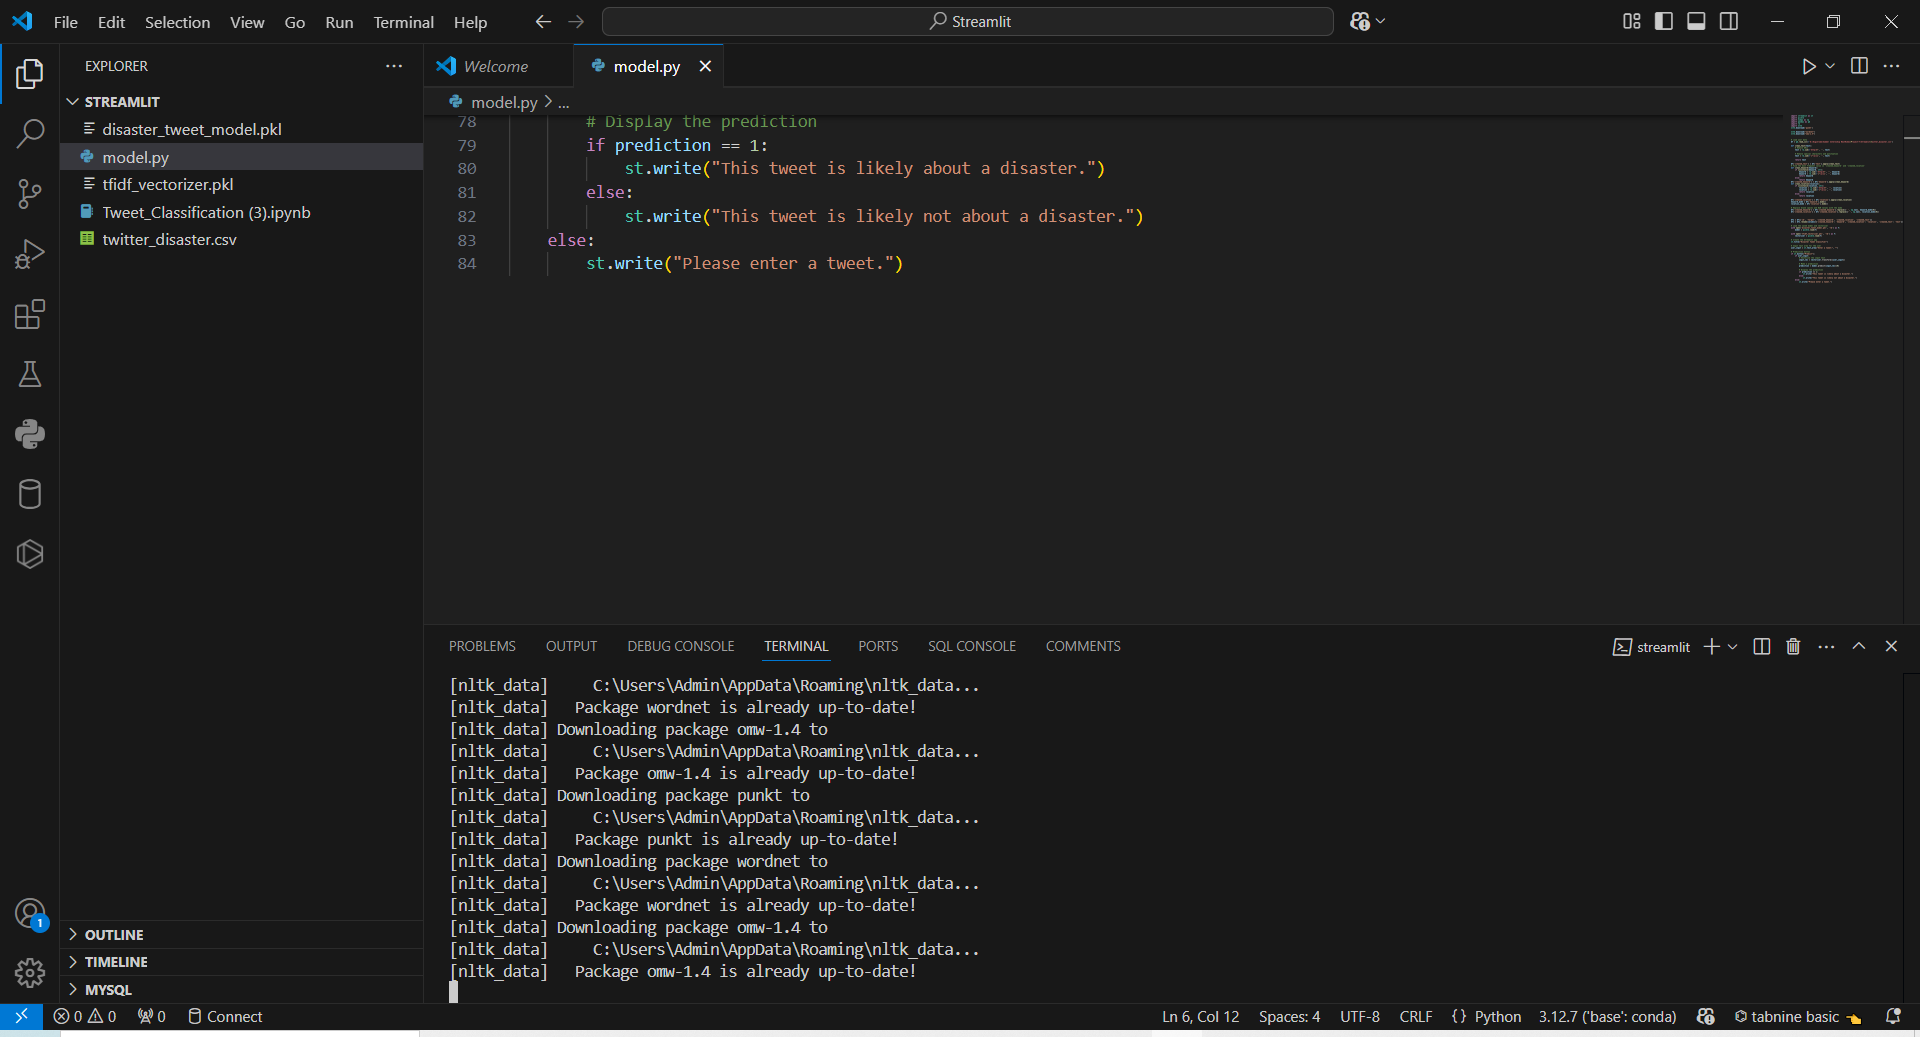 File Edit Selection View Go Run Terminal Help
Streamlit
EXPLORER
STREAMLIT
disaster_tweet_model.pkl
model.py
tfidf_vectorizer.pkl
Tweet_Classification (3).ipynb
twitter_disaster.csv
OUTLINE
TIMELINE
MYSQL
Welcome
model.py
model.py > ...
78 # Display the prediction
79 if prediction == 1:
80 st.write("This tweet is likely about a disaster.")
81 else:
82 st.write("This tweet is likely not about a disaster.")
83 else:
84 st.write("Please enter a tweet.")
PROBLEMS OUTPUT DEBUG CONSOLE TERMINAL PORTS SQL CONSOLE COMMENTS
streamlit
[nltk_data] C:\Users\Admin\AppData\Roaming\nltk_data...
[nltk_data] Package wordnet is already up-to-date!
[nltk_data] Downloading package omw-1.4 to
[nltk_data] C:\Users\Admin\AppData\Roaming\nltk_data...
[nltk_data] Package omw-1.4 is already up-to-date!
[nltk_data] Downloading package punkt to
[nltk_data] C:\Users\Admin\AppData\Roaming\nltk_data...
[nltk_data] Package punkt is already up-to-date!
[nltk_data] Downloading package wordnet to
[nltk_data] C:\Users\Admin\AppData\Roaming\nltk_data...
[nltk_data] Package wordnet is already up-to-date!
[nltk_data] Downloading package omw-1.4 to
[nltk_data] C:\Users\Admin\AppData\Roaming\nltk_data...
[nltk_data] Package omw-1.4 is already up-to-date!
1
0 0 0 Connect
Ln 6, Col 12 Spaces: 4 UTF-8 CRLF {} Python 3.12.7 ('base': conda) tabnine basic